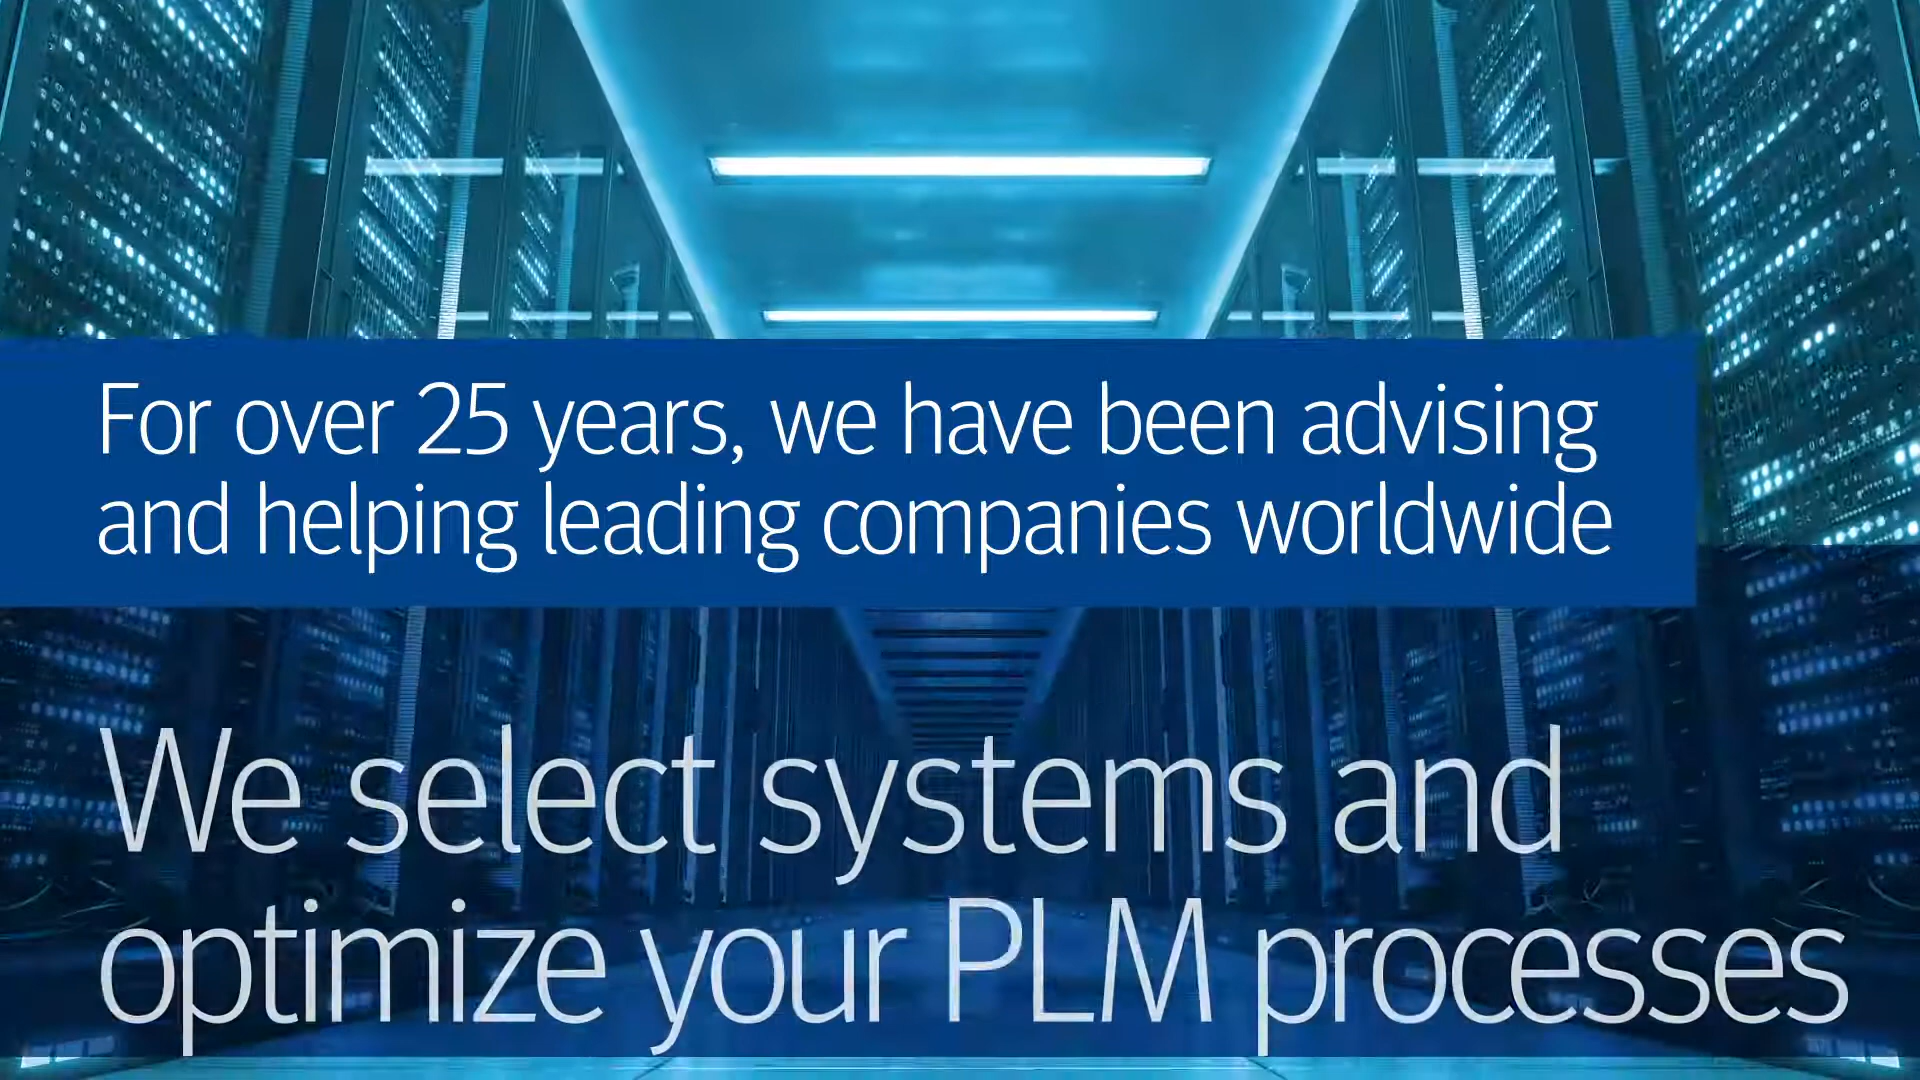 For over 25 years, we have been advising
and helping leading companies worldwide
We select systems and
optimize your PLM processes